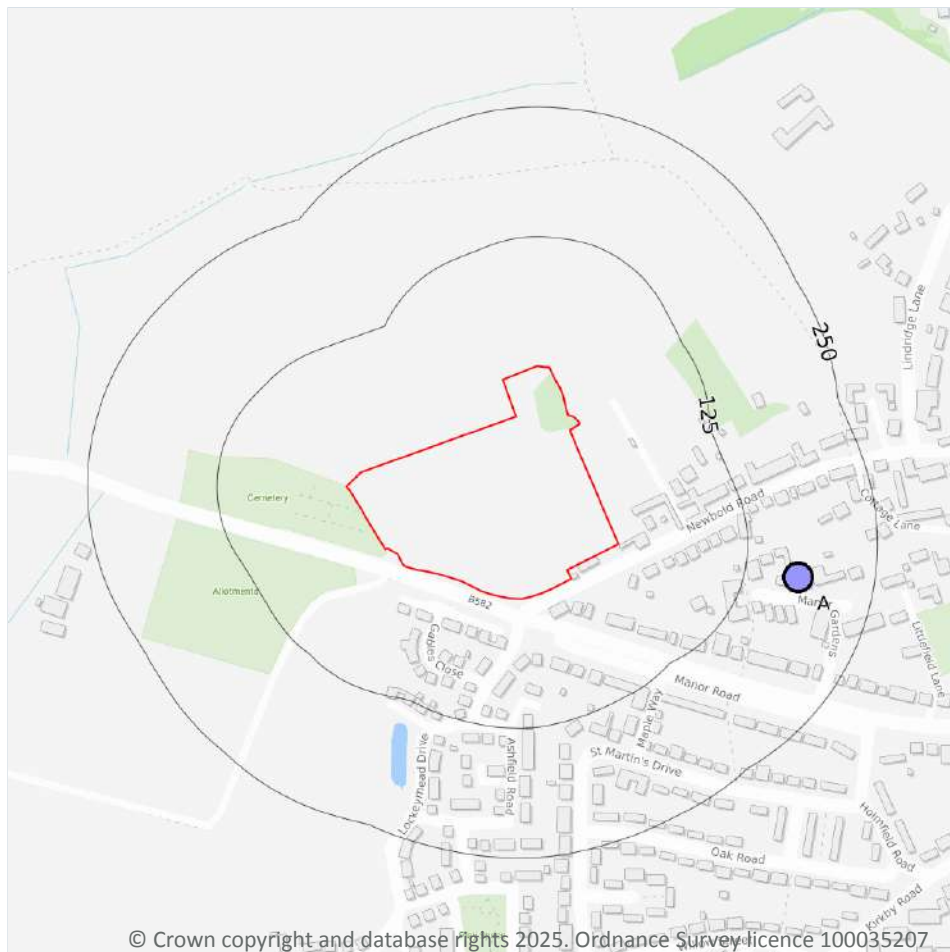 250
Lindridge Lane
125
Cemetery
Newbold Road
Cottage Lane
Allotments
B582
Manor Gardens
A
Gables Close
Littlefield Lane
Manor Road
Maple Way
St Martin's Drive
Ashfield Road
Lockeymead Drive
Holmfield Road
Oak Road
Kirkby Road
© Crown copyright and database rights 2025. Ordnance Survey licence 100035207